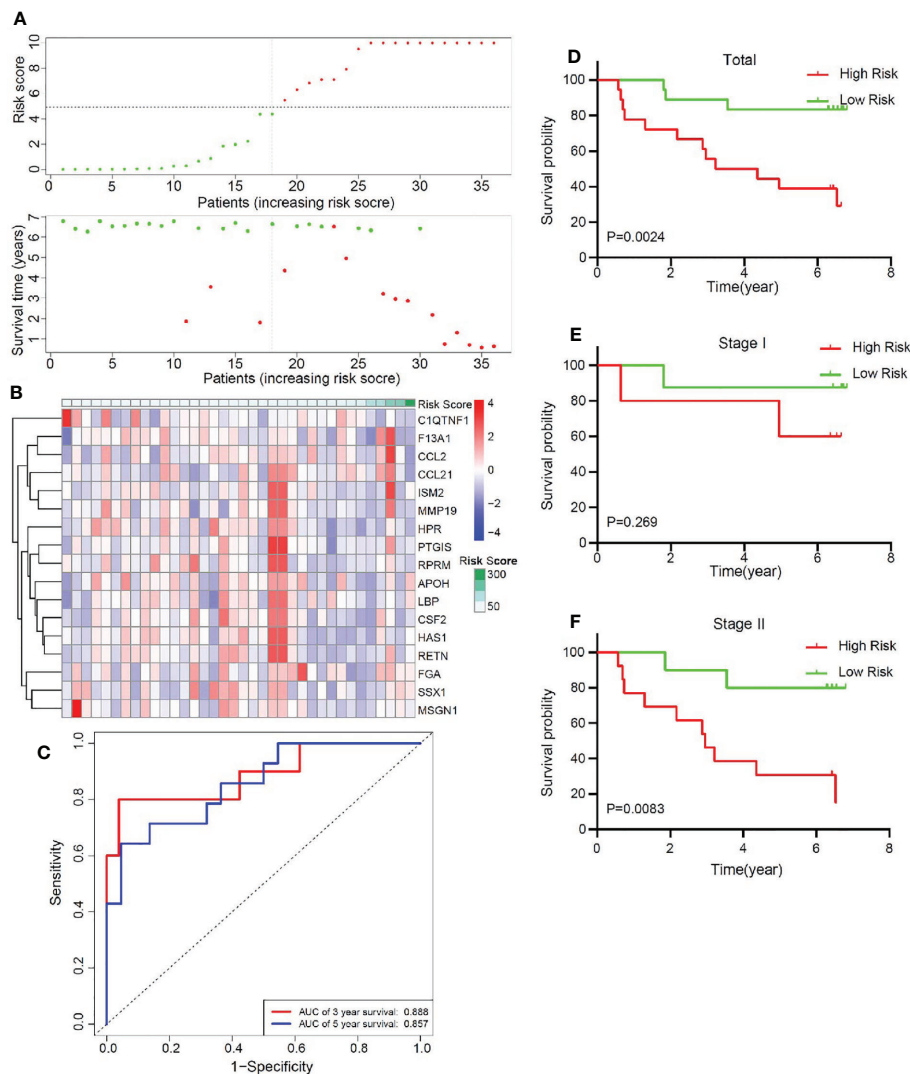 A
Risk score
10
8
6
4
2
0
0 5 10 15 20 25 30 35
Patients (increasing risk socre)
Survival time (years)
7
6
5
4
3
2
1
0 5 10 15 20 25 30 35
Patients (increasing risk socre)
B
Risk Score
C1QTNF1
F13A1
CCL2
CCL21
ISM2
MMP19
HPR
PTGIS
RPRM
APOH
LBP
CSF2
HAS1
RETN
FGA
SSX1
MSGN1
4
2
0
−2
−4
Risk Score
300
50
C
Sensitivity
1.0
0.8
0.6
0.4
0.2
0.0
AUC of 3 year survival: 0.888
AUC of 5 year survival: 0.857
0.0 0.2 0.4 0.6 0.8 1.0
1−Specificity
D
Total
High Risk
Low Risk
Survival probility
100
80
60
40
20
0
P=0.0024
0 2 4 6 8
Time(year)
E
Stage I
High Risk
Low Risk
Survival probility
100
80
60
40
20
0
P=0.269
0 2 4 6 8
Time(year)
F
Stage II
High Risk
Low Risk
Survival probility
100
80
60
40
20
0
P=0.0083
0 2 4 6 8
Time(year)